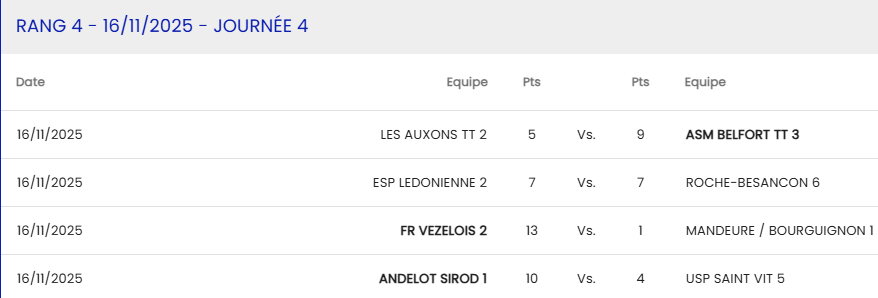 RANG 4 - 16/11/2025 - JOURNÉE 4
Date Equipe Pts Pts Equipe
16/11/2025 LES AUXONS TT 2 5 Vs. 9 ASM BELFORT TT 3
16/11/2025 ESP LEDONIENNE 2 7 Vs. 7 ROCHE-BESANCON 6
16/11/2025 FR VEZELOIS 2 13 Vs. 1 MANDEURE / BOURGUIGNON 1
16/11/2025 ANDELOT SIROD 1 10 Vs. 4 USP SAINT VIT 5